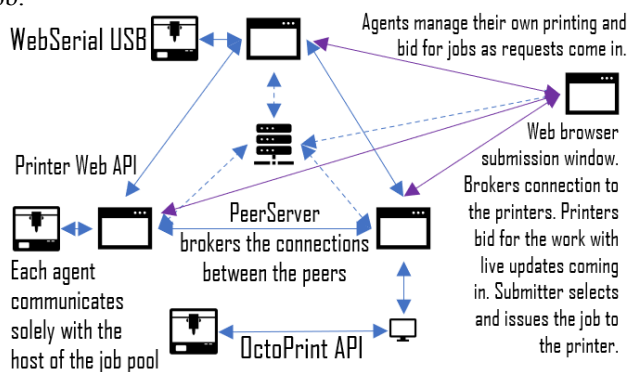 ob.
Agents manage their own printing and
bid for jobs as requests come in.
WebSerial USB
Web browser
submission window.
Brokers connection to
the printers. Printers
bid for the work with
live updates coming
in. Submitter selects
and issues the job to
the printer.
Printer Web API
PeerServer
brokers the connections
between the peers
Each agent
communicates
solely with the
host of the job pool
OctoPrint API